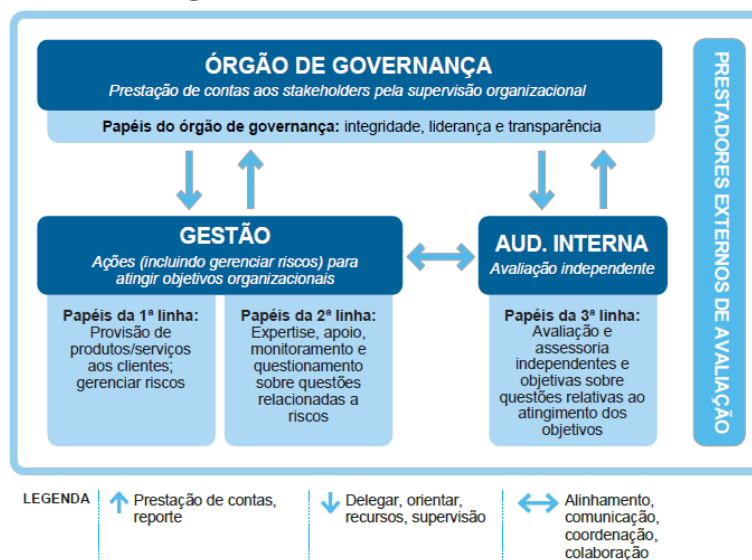 ÓRGÃO DE GOVERNANÇA
Prestação de contas aos stakeholders pela supervisão organizacional
Papéis do órgão de governança: integridade, liderança e transparência
GESTÃO
Ações (incluindo gerenciar riscos) para
atingir objetivos organizacionais
Papéis da 1ª linha:
Provisão de
produtos/serviços
aos clientes;
gerenciar riscos
Papéis da 2ª linha:
Expertise, apoio,
monitoramento e
questionamento
sobre questões
relacionadas a
riscos
AUD. INTERNA
Avaliação independente
Papéis da 3ª linha:
Avaliação e
assessoria
independentes e
objetivas sobre
questões relativas ao
atingimento dos
objetivos
PRESTADORES EXTERNOS DE AVALIAÇÃO
LEGENDA
Prestação de contas,
reporte
Delegar, orientar,
recursos, supervisão
Alinhamento,
comunicação,
coordenação,
colaboração